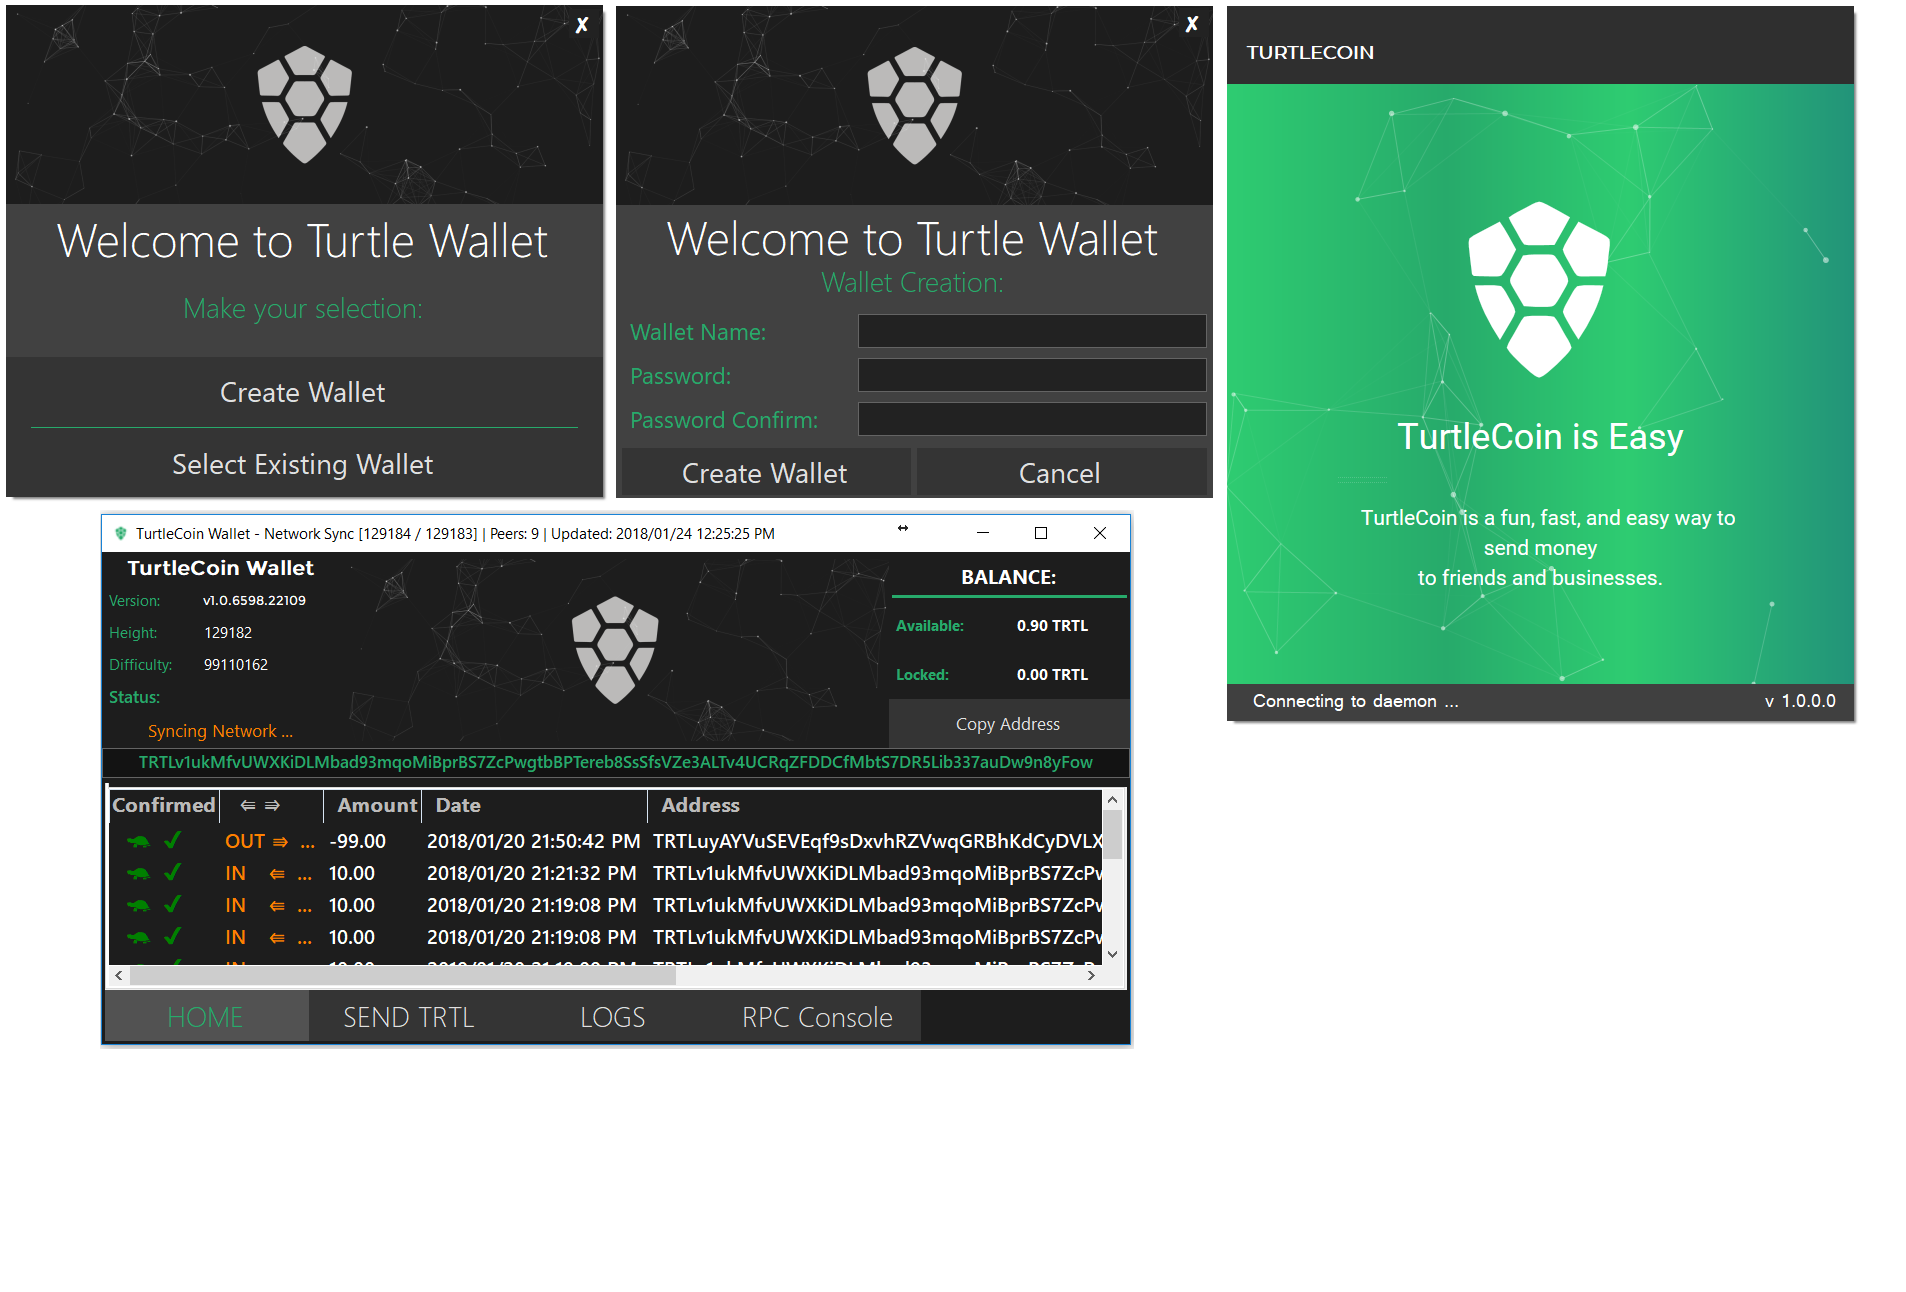 ✗
Welcome to Turtle Wallet
Make your selection:
Create Wallet
Select Existing Wallet
✗
Welcome to Turtle Wallet
Wallet Creation:
Wallet Name:
Password:
Password Confirm:
Create Wallet Cancel
TURTLECOIN
TurtleCoin is Easy
TurtleCoin is a fun, fast, and easy way to
send money
to friends and businesses.
Connecting to daemon ... v 1.0.0.0
TurtleCoin Wallet - Network Sync [129184 / 129183] | Peers: 9 | Updated: 2018/01/24 12:25:25 PM
TurtleCoin Wallet
Version: v1.0.6598.22109
Height: 129182
Difficulty: 99110162
Status:
Syncing Network ...
BALANCE:
Available: 0.90 TRTL
Locked: 0.00 TRTL
Copy Address
TRTLv1ukMfvUWXKiDLMbad93mqoMiBprBS7ZcPwgtbBPTereb8SsSfsVZe3ALTv4UCRqZFDDCfMbtS7DR5Lib337auDw9n8yFow
Confirmed ⇐ ⇒ Amount Date Address
✓ OUT ⇛ ... -99.00 2018/01/20 21:50:42 PM TRTLuyAYVuSEVEqf9sDxvhRZVwqGRBhKdCyDVLX
✓ IN ⇚ ... 10.00 2018/01/20 21:21:32 PM TRTLv1ukMfvUWXKiDLMbad93mqoMiBprBS7ZcPw
✓ IN ⇚ ... 10.00 2018/01/20 21:19:08 PM TRTLv1ukMfvUWXKiDLMbad93mqoMiBprBS7ZcPw
✓ IN ⇚ ... 10.00 2018/01/20 21:19:08 PM TRTLv1ukMfvUWXKiDLMbad93mqoMiBprBS7ZcPw
HOME SEND TRTL LOGS RPC Console